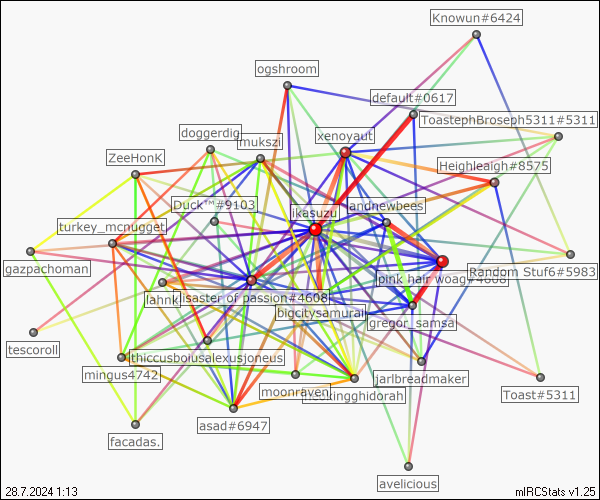 Knowun#6424
ogshroom
default#0617
ToastephBroseph5311#5311
doggerdig
mukszi
xenoyaut
ZeeHonK
Heighleaigh#8575
Duck™#9103
ikasuzu
landnewbees
turkey_mcnugget
gazpachoman
pink hair woag#4608
Random Stuf6#5983
lahnk
disaster of passion#4608
bigcitysamurai
gregor_samsa
tescoroll
thiccusboiusalexusjoneus
mingus4742
jarlbreadmaker
moonraven
kingghidorah
Toast#5311
asad#6947
facadas.
avelicious
28.7.2024 1:13
mIRCStats v1.25